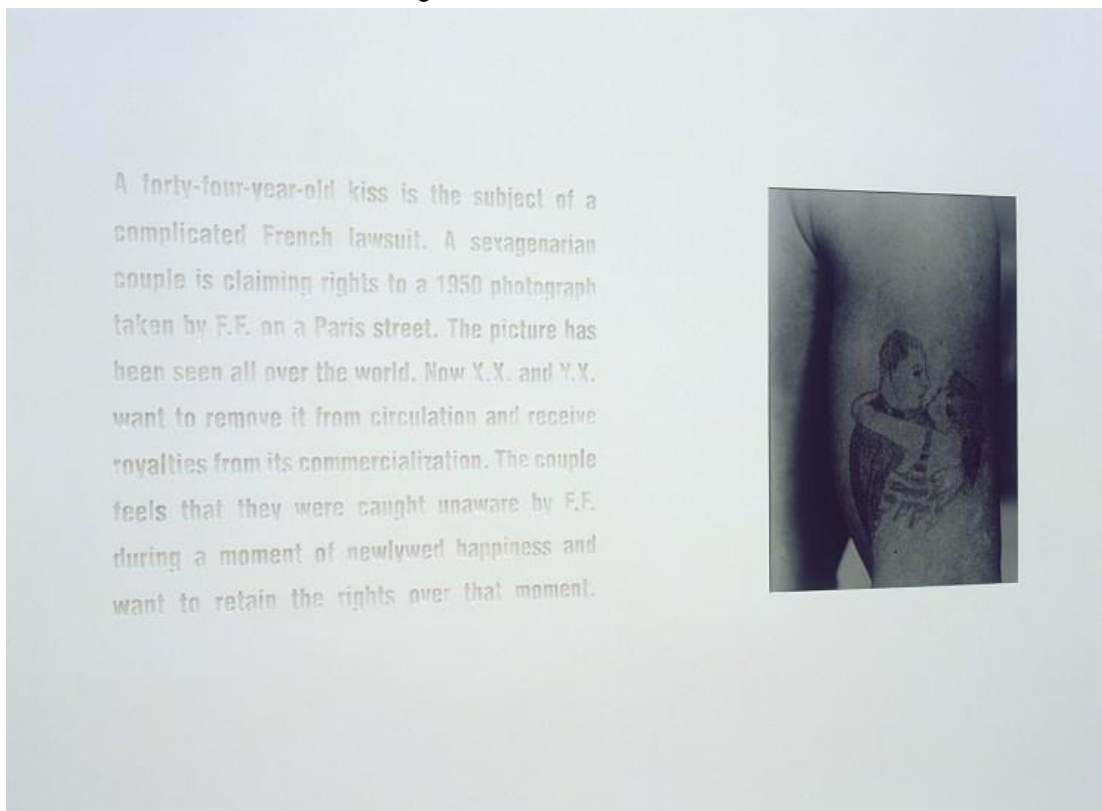 A forty-four-year-old kiss is the subject of a
complicated French lawsuit. A sexagenarian
couple is claiming rights to a 1950 photograph
taken by F.F. on a Paris street. The picture has
been seen all over the world. Now X.X. and Y.X.
want to remove it from circulation and receive
royalties from its commercialization. The couple
feels that they were caught unaware by F.F.
during a moment of newlywed happiness and
want to retain the rights over that moment.